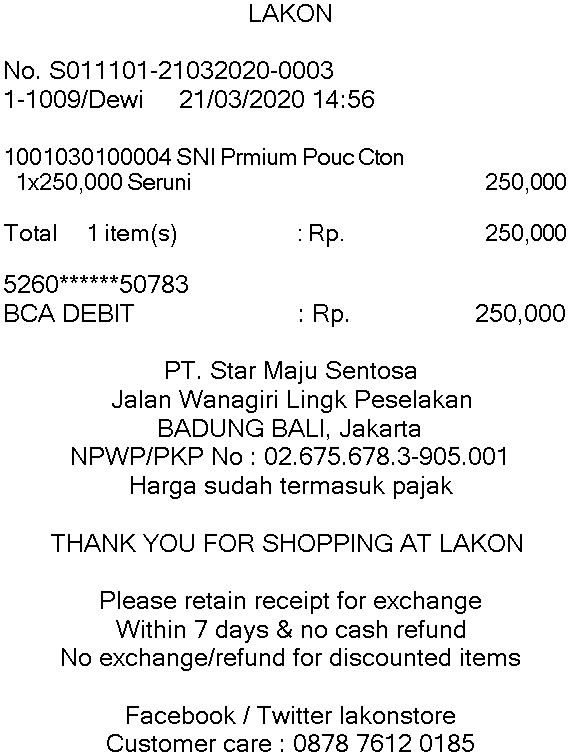 LAKON
No. S011101-21032020-0003
1-1009/Dewi 21/03/2020 14:56
1001030100004 SNI Prmium Pouc Cton
1x250,000 Seruni 250,000
Total 1 item(s) : Rp. 250,000
5260******50783
BCA DEBIT : Rp. 250,000
PT. Star Maju Sentosa
Jalan Wanagiri Lingk Peselakan
BADUNG BALI, Jakarta
NPWP/PKP No : 02.675.678.3-905.001
Harga sudah termasuk pajak
THANK YOU FOR SHOPPING AT LAKON
Please retain receipt for exchange
Within 7 days & no cash refund
No exchange/refund for discounted items
Facebook / Twitter lakonstore
Customer care : 0878 7612 0185